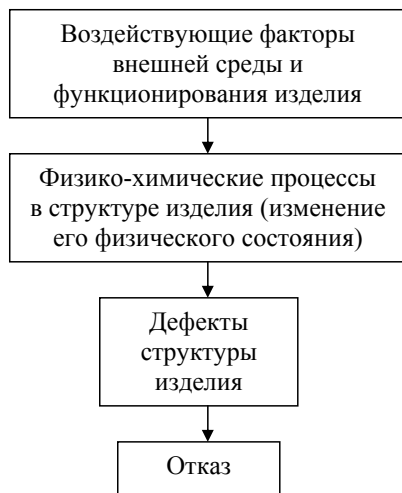 Воздействующие факторы
внешней среды и
функционирования изделия
Физико-химические процессы
в структуре изделия (изменение
его физического состояния)
Дефекты
структуры
изделия
Отказ